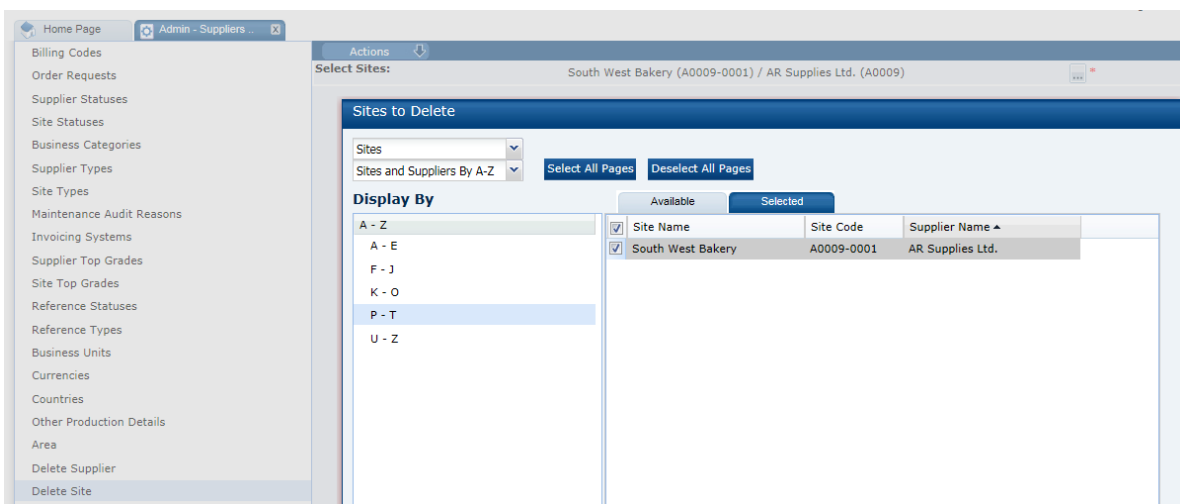 Home Page
Admin - Suppliers ..
Billing Codes
Order Requests
Supplier Statuses
Site Statuses
Business Categories
Supplier Types
Site Types
Maintenance Audit Reasons
Invoicing Systems
Supplier Top Grades
Site Top Grades
Reference Statuses
Reference Types
Business Units
Currencies
Countries
Other Production Details
Area
Delete Supplier
Delete Site
Actions
Select Sites: South West Bakery (A0009-0001) / AR Supplies Ltd. (A0009) ... *
Sites to Delete
Sites
Sites and Suppliers By A-Z Select All Pages Deselect All Pages
Display By
Available Selected
A - Z
A - E
F - J
K - O
P - T
U - Z
Site Name Site Code Supplier Name
South West Bakery A0009-0001 AR Supplies Ltd.